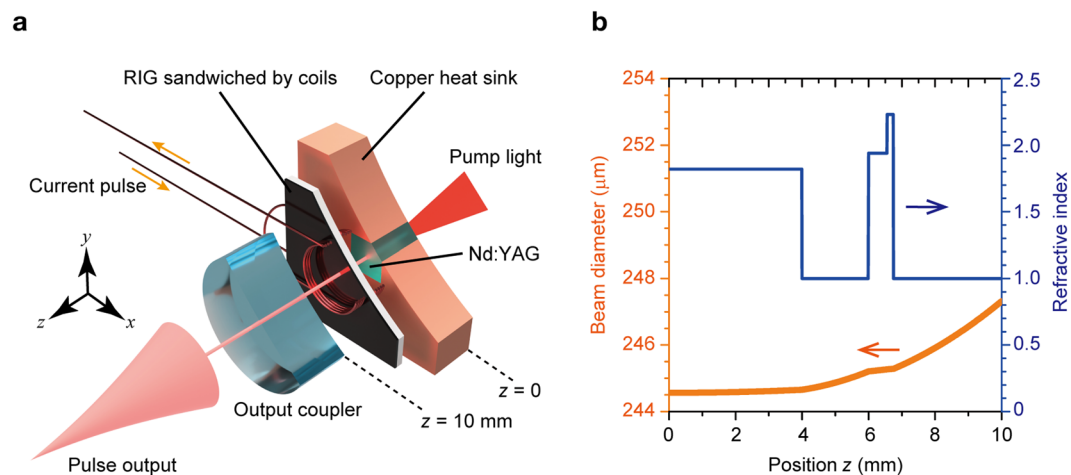 a
RIG sandwiched by coils
Copper heat sink
Pump light
Current pulse
Nd:YAG
y
z
x
z = 0
z = 10 mm
Output coupler
Pulse output
b
254
252
250
248
246
244
Beam diameter (μm)
2.5
2.0
1.5
1.0
0.5
0
Refractive index
0 2 4 6 8 10
Position z (mm)